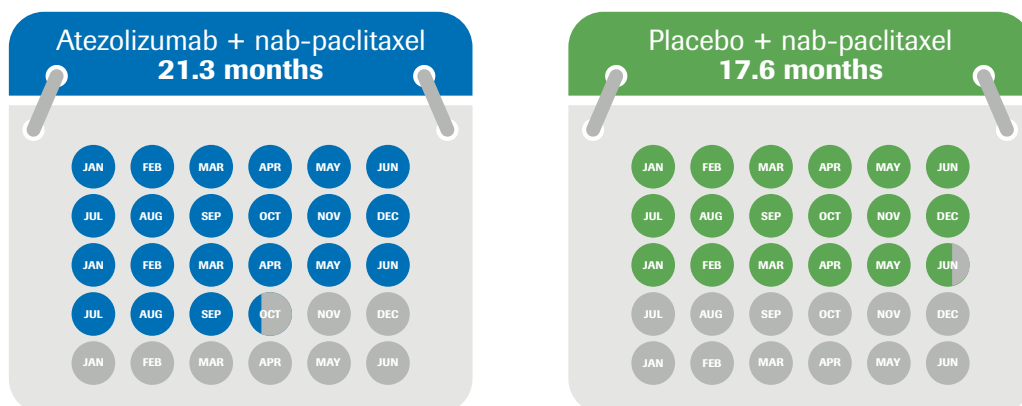 Atezolizumab + nab-paclitaxel
21.3 months
JAN FEB MAR APR MAY JUN
JUL AUG SEP OCT NOV DEC
JAN FEB MAR APR MAY JUN
JUL AUG SEP OCT NOV DEC
JAN FEB MAR APR MAY JUN
Placebo + nab-paclitaxel
17.6 months
JAN FEB MAR APR MAY JUN
JUL AUG SEP OCT NOV DEC
JAN FEB MAR APR MAY JUN
JUL AUG SEP OCT NOV DEC
JAN FEB MAR APR MAY JUN